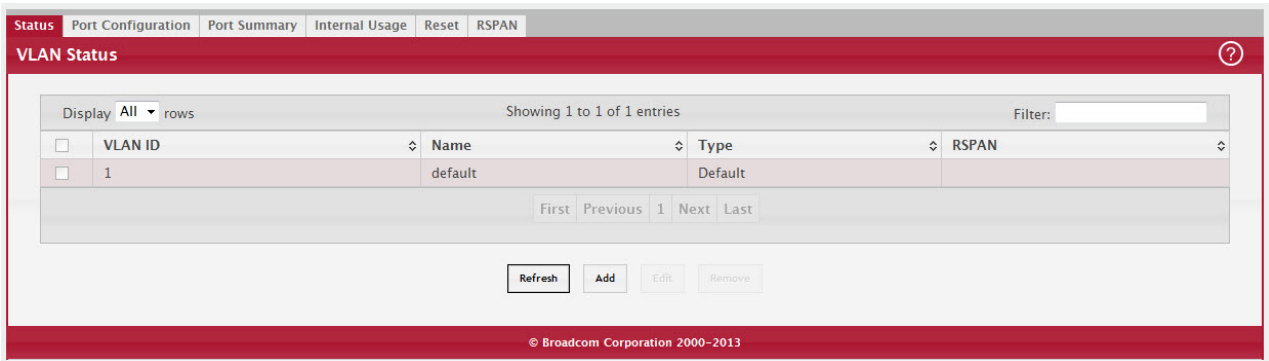 Status Port Configuration Port Summary Internal Usage Reset RSPAN
VLAN Status ?
Display All rows Showing 1 to 1 of 1 entries Filter:
VLAN ID Name Type RSPAN
1 default Default
First Previous 1 Next Last
Refresh Add Edit Remove
© Broadcom Corporation 2000-2013